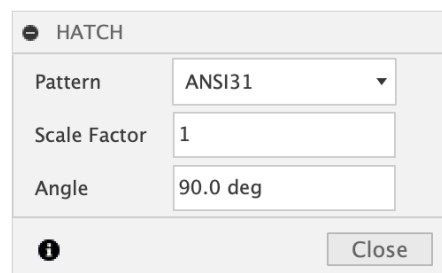 HATCH
Pattern ANSI31
Scale Factor 1
Angle 90.0 deg
Close